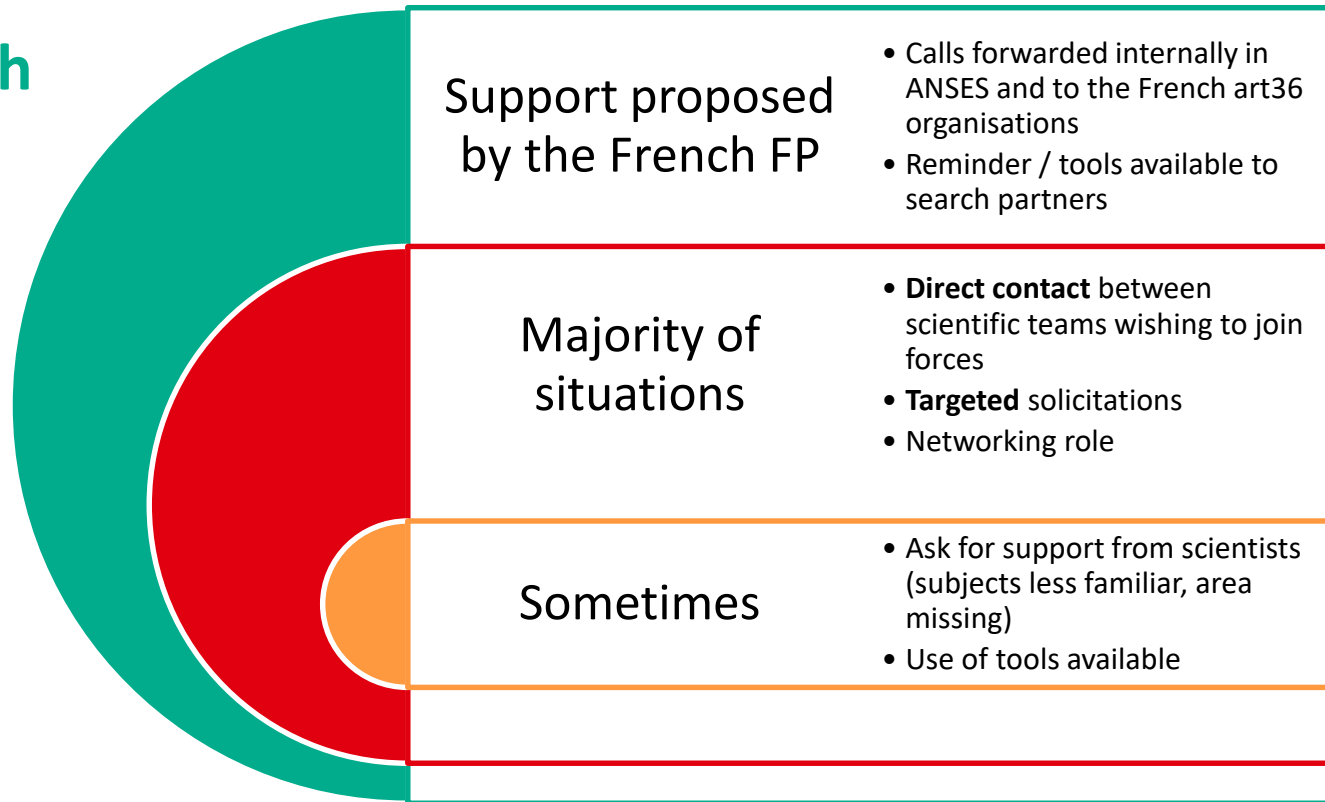 h
Support proposed
by the French FP
• Calls forwarded internally in
ANSES and to the French art36
organisations
• Reminder / tools available to
search partners
Majority of
situations
• Direct contact between
scientific teams wishing to join
forces
• Targeted solicitations
• Networking role
Sometimes
• Ask for support from scientists
(subjects less familiar, area
missing)
• Use of tools available